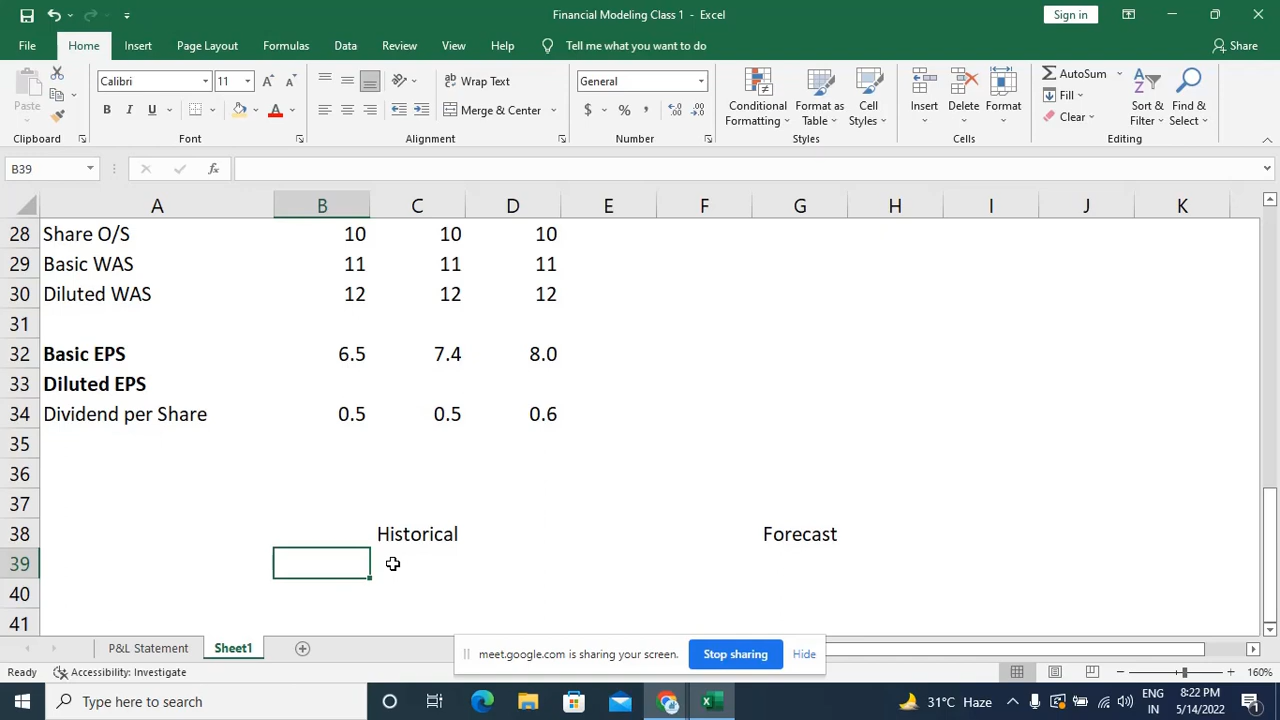 Financial Modeling Class 1 - Excel
Sign in
File Home Insert Page Layout Formulas Data Review View Help Tell me what you want to do Share
Paste
Calibri 11
B I U
Wrap Text
Merge & Center
General
$ % ,
Conditional Formatting
Format as Table
Cell Styles
Insert Delete Format
AutoSum
Fill
Clear
Sort & Filter
Find & Select
Clipboard Font Alignment Number Styles Cells Editing
B39 fx
A B C D E F G H I J K
28 Share O/S 10 10 10
29 Basic WAS 11 11 11
30 Diluted WAS 12 12 12
31
32 Basic EPS 6.5 7.4 8.0
33 Diluted EPS
34 Dividend per Share 0.5 0.5 0.6
35
36
37
38 Historical Forecast
39
40
41
P&L Statement Sheet1
meet.google.com is sharing your screen. Stop sharing Hide
Ready Accessibility: Investigate 160%
Type here to search
31°C Haze
ENG
IN
8:22 PM
5/14/2022
1